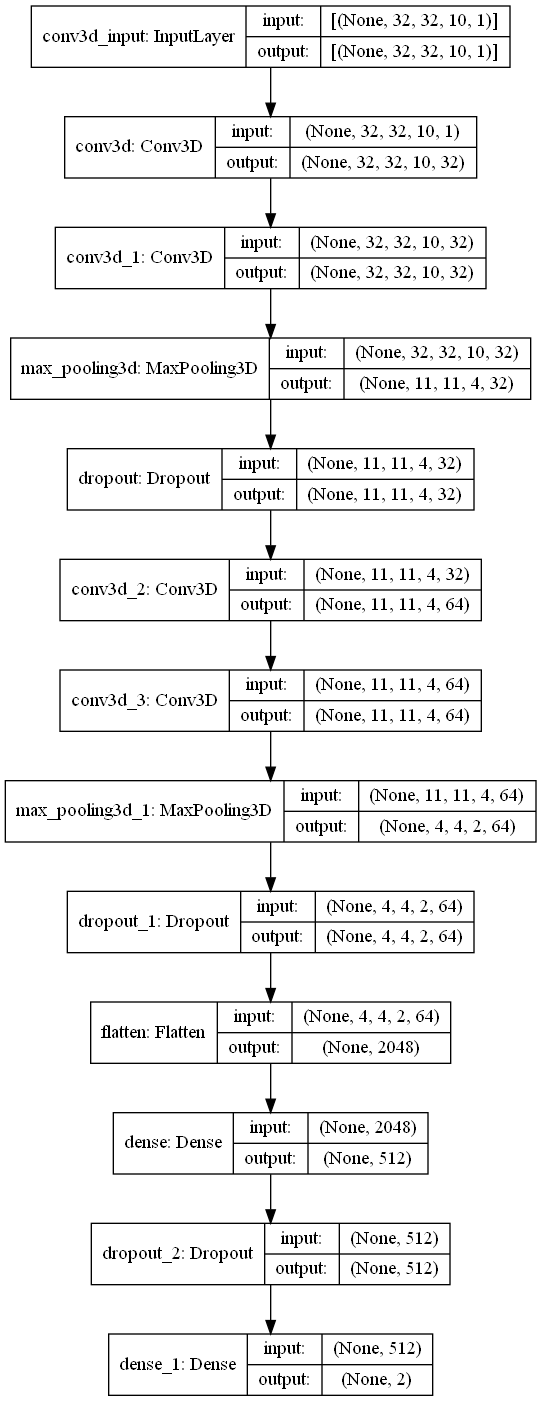 conv3d_input: InputLayer
input: [(None, 32, 32, 10, 1)]
output: [(None, 32, 32, 10, 1)]
conv3d: Conv3D
input: (None, 32, 32, 10, 1)
output: (None, 32, 32, 10, 32)
conv3d_1: Conv3D
input: (None, 32, 32, 10, 32)
output: (None, 32, 32, 10, 32)
max_pooling3d: MaxPooling3D
input: (None, 32, 32, 10, 32)
output: (None, 11, 11, 4, 32)
dropout: Dropout
input: (None, 11, 11, 4, 32)
output: (None, 11, 11, 4, 32)
conv3d_2: Conv3D
input: (None, 11, 11, 4, 32)
output: (None, 11, 11, 4, 64)
conv3d_3: Conv3D
input: (None, 11, 11, 4, 64)
output: (None, 11, 11, 4, 64)
max_pooling3d_1: MaxPooling3D
input: (None, 11, 11, 4, 64)
output: (None, 4, 4, 2, 64)
dropout_1: Dropout
input: (None, 4, 4, 2, 64)
output: (None, 4, 4, 2, 64)
flatten: Flatten
input: (None, 4, 4, 2, 64)
output: (None, 2048)
dense: Dense
input: (None, 2048)
output: (None, 512)
dropout_2: Dropout
input: (None, 512)
output: (None, 512)
dense_1: Dense
input: (None, 512)
output: (None, 2)